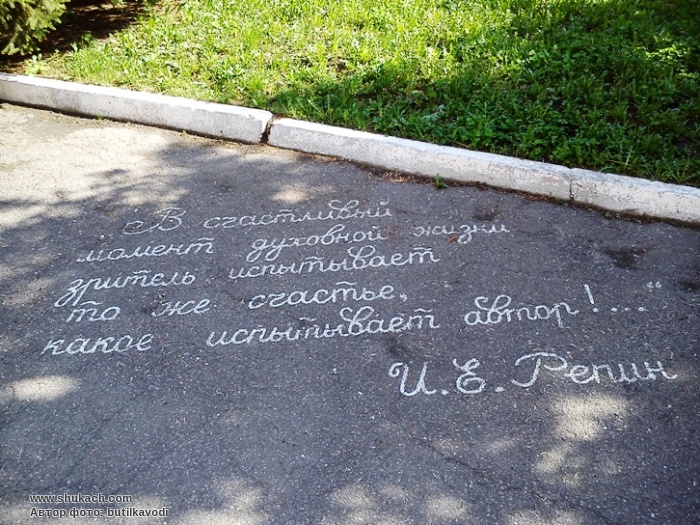 "В счастливый
момент духовной жизни
зритель испытывает
то же счастье,
какое испытывает автор!..."
И.Е. Репин
www.shukach.com
Автор фото: butilkavodi